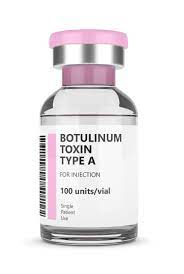 BOTULINUM
TOXIN
TYPE A
FOR INJECTION
100 units/vial
Single
Patient
Use